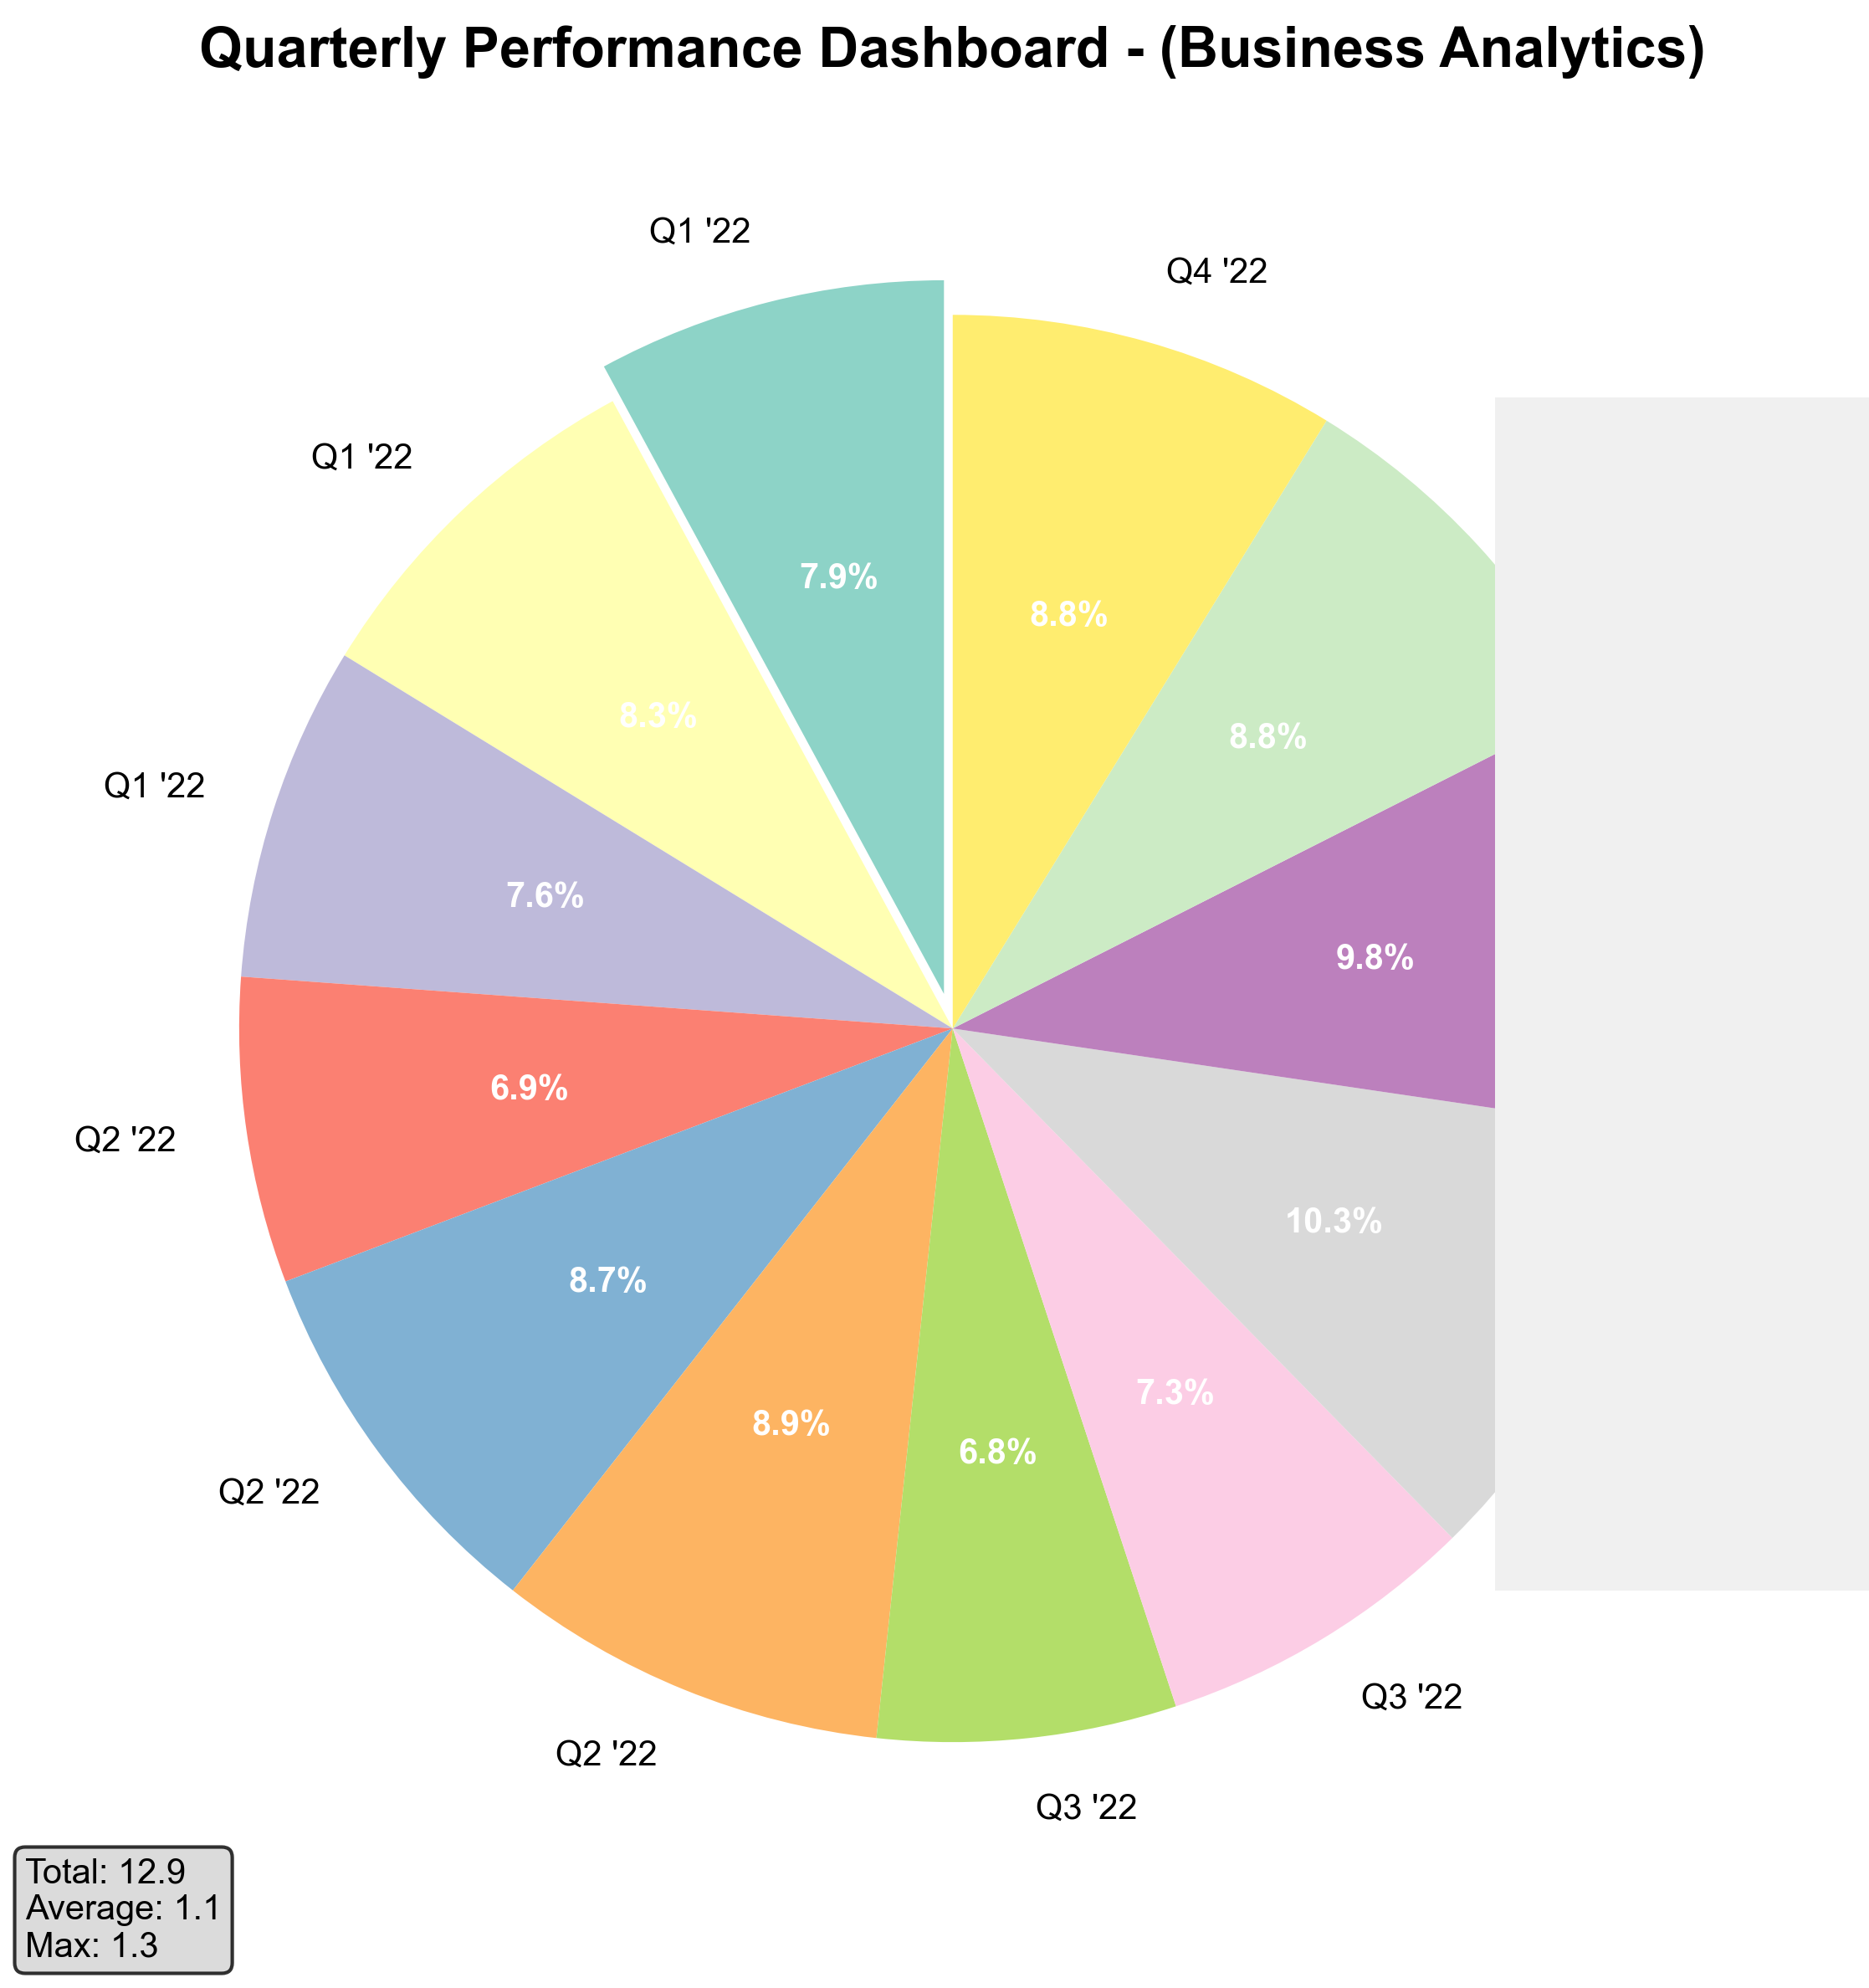 Quarterly Performance Dashboard - (Business Analytics)
Q1 '22
Q4 '22
Q1 '22
7.9%
8.8%
8.3%
8.8%
Q1 '22
7.6%
9.8%
6.9%
Q2 '22
10.3%
8.7%
7.3%
8.9%
6.8%
Q2 '22
Q3 '22
Q2 '22
Q3 '22
Total: 12.9
Average: 1.1
Max: 1.3